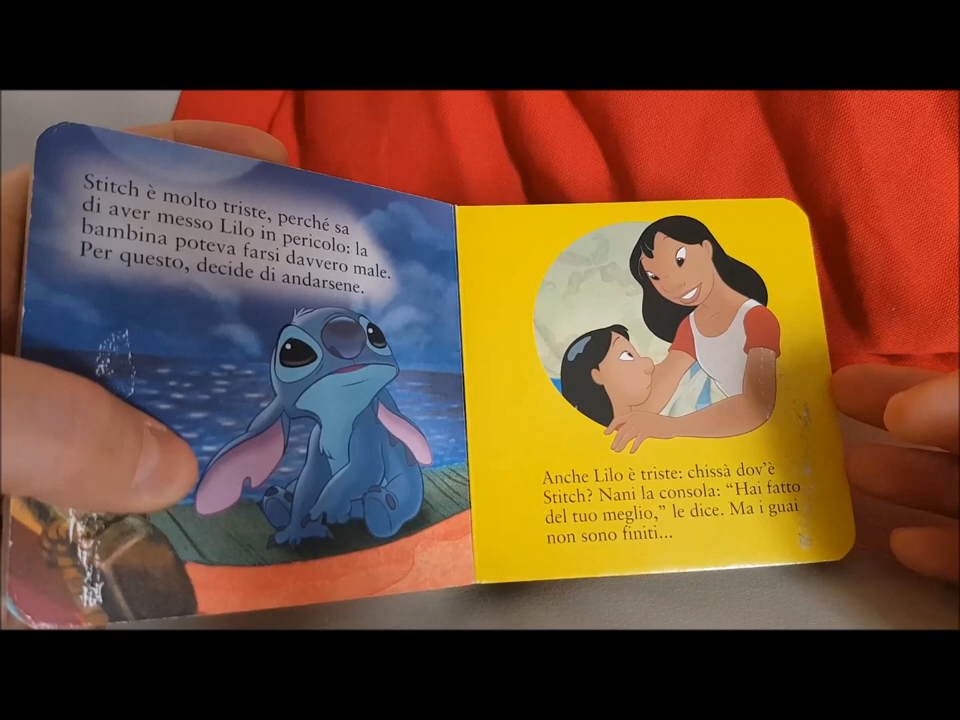 Stitch è molto triste, perché sa
di aver messo Lilo in pericolo: la
bambina poteva farsi davvero male.
Per questo, decide di andarsene.
Anche Lilo è triste: chissà dov'è
Stitch? Nani la consola: “Hai fatto
del tuo meglio,” le dice. Ma i guai
non sono finiti...